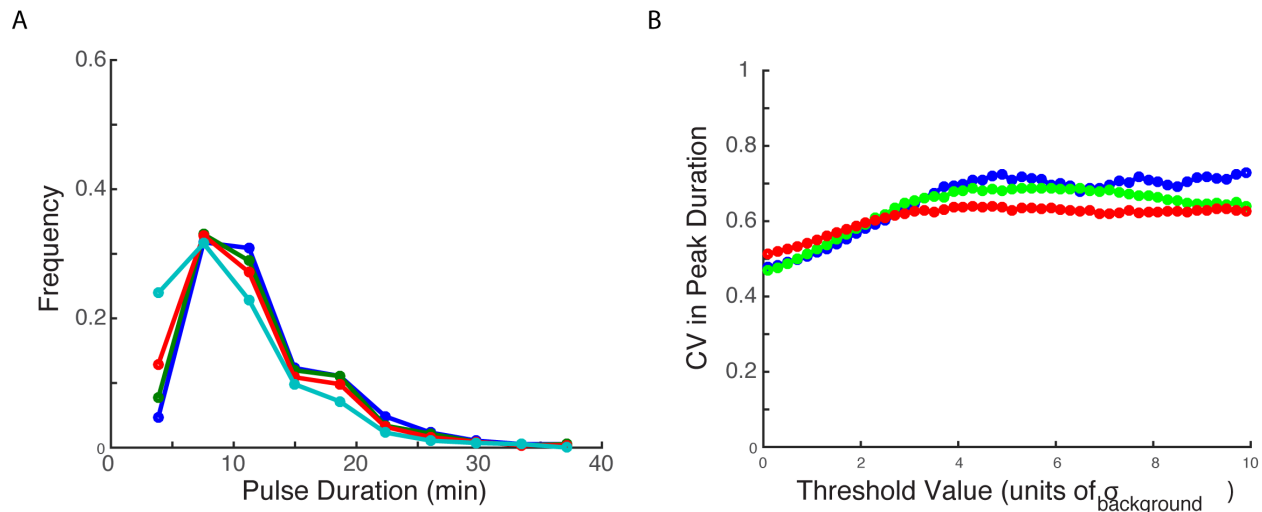 A
0.6
0.4
0.2
0
Frequency
0 10 20 30 40
Pulse Duration (min)
B
1
0.8
0.6
0.4
0.2
0
CV in Peak Duration
0 2 4 6 8 10
Threshold Value (units of σbackground )